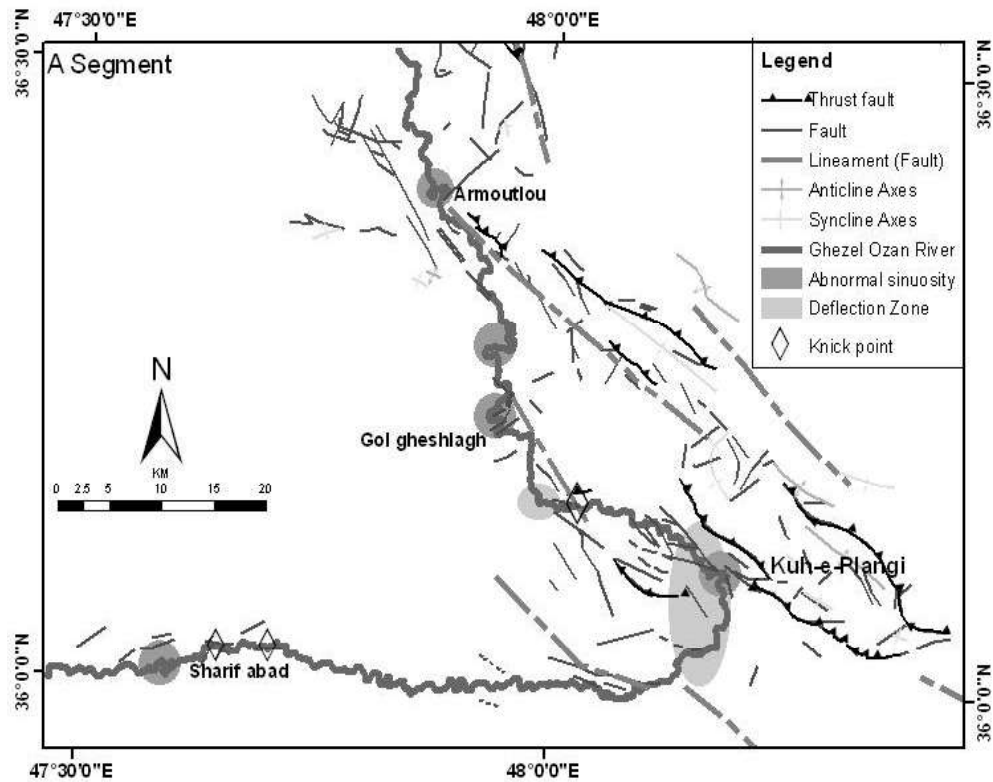 47°30'0"E
48°0'0"E
36°30'0"N
36°30'0"N
A Segment
Legend
Thrust fault
Fault
Lineament (Fault)
Anticline Axes
Syncline Axes
Ghezel Ozan River
Abnormal sinuosity
Deflection Zone
Knick point
Armoutlou
N
Gol gheshlagh
KM
0 2.5 5 10 15 20
Kuh-e-Plangi
Sharif abad
36°0'0"N
36°0'0"N
47°30'0"E
48°0'0"E